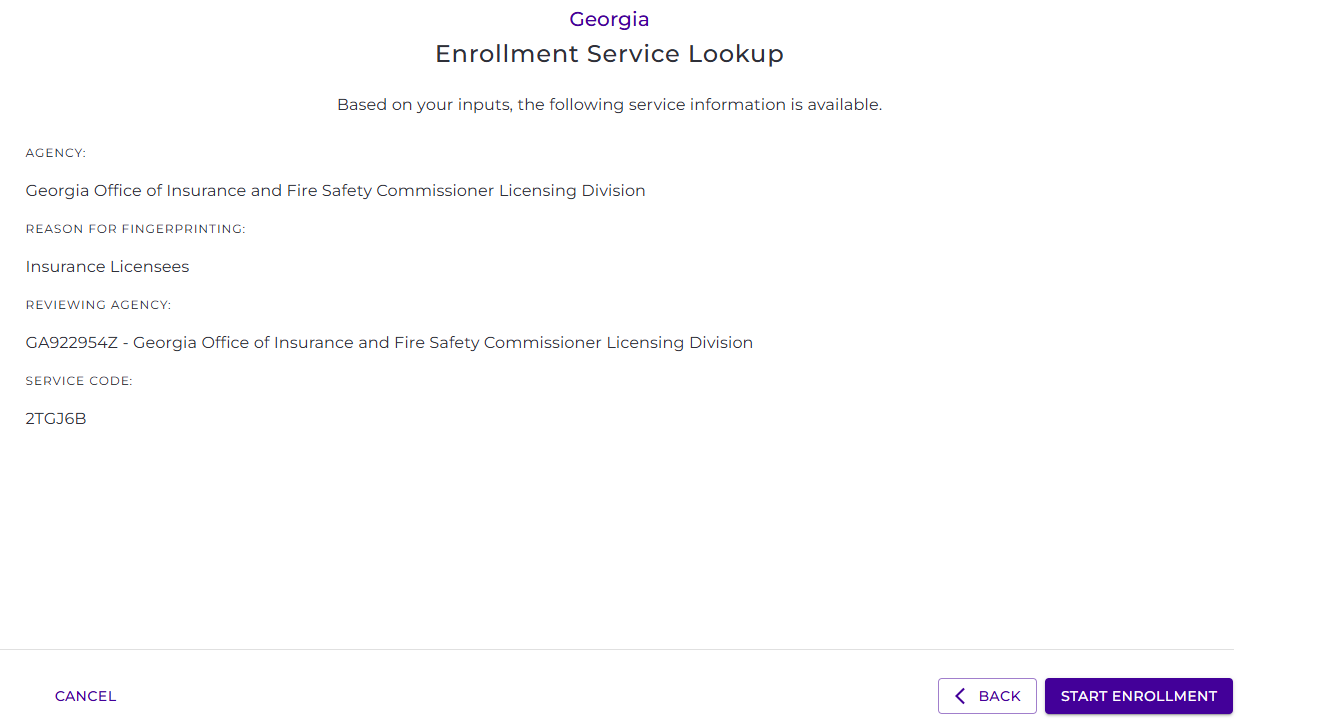 Georgia
Enrollment Service Lookup
Based on your inputs, the following service information is available.
AGENCY:
Georgia Office of Insurance and Fire Safety Commissioner Licensing Division
REASON FOR FINGERPRINTING:
Insurance Licensees
REVIEWING AGENCY:
GA922954Z - Georgia Office of Insurance and Fire Safety Commissioner Licensing Division
SERVICE CODE:
2TGJ6B
CANCEL
BACK
START ENROLLMENT